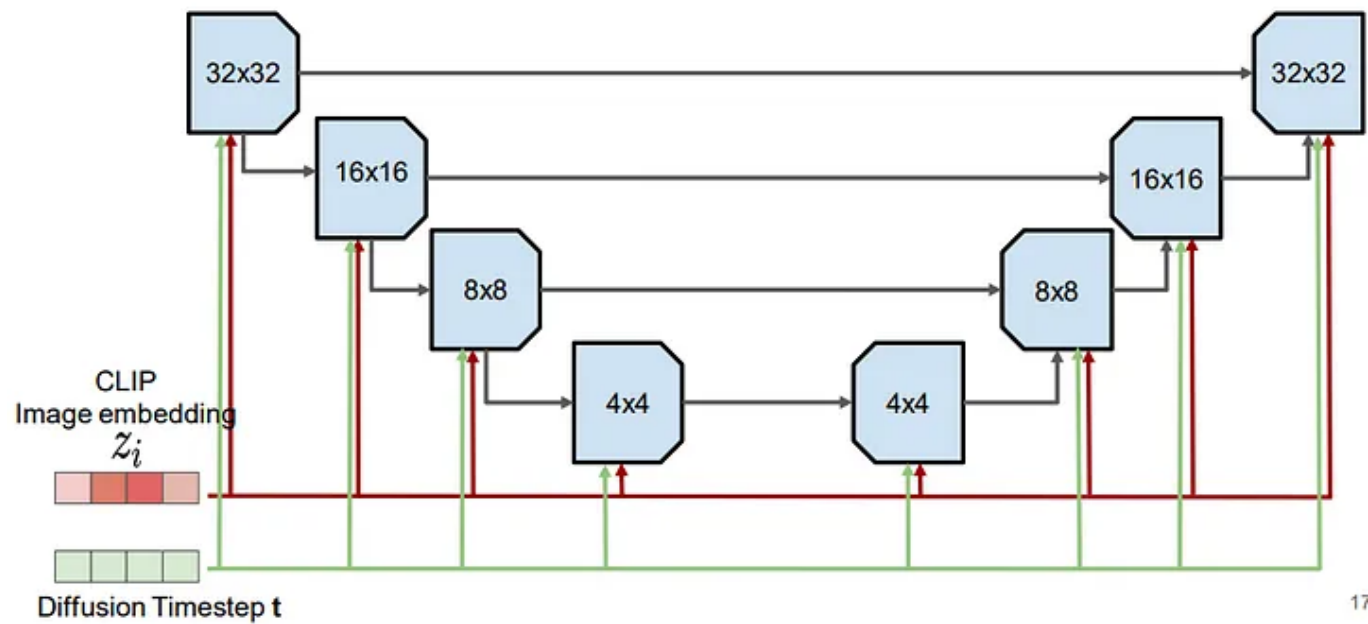 32x32
32x32
16x16
16x16
8x8
8x8
4x4
4x4
CLIP
Image embedding
z_i
Diffusion Timestep t
17